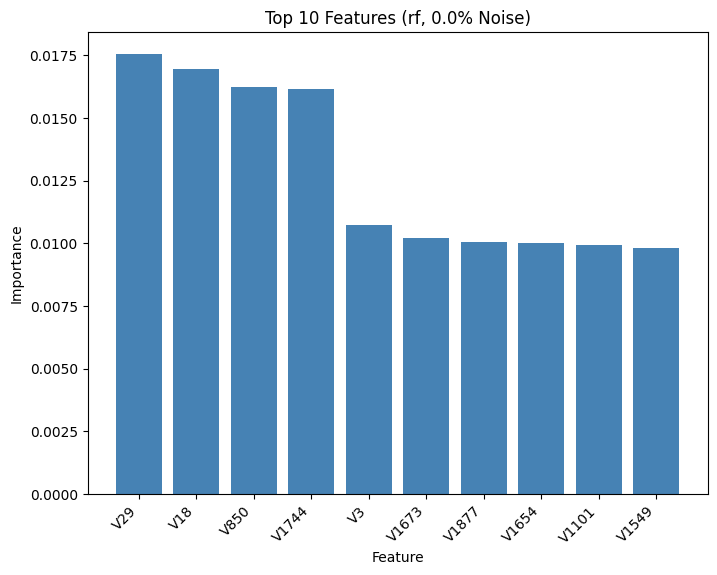 Top 10 Features (rf, 0.0% Noise)
Importance
0.0175
0.0150
0.0125
0.0100
0.0075
0.0050
0.0025
0.0000
V29
V18
V850
V1744
V3
V1673
V1877
V1654
V1101
V1549
Feature